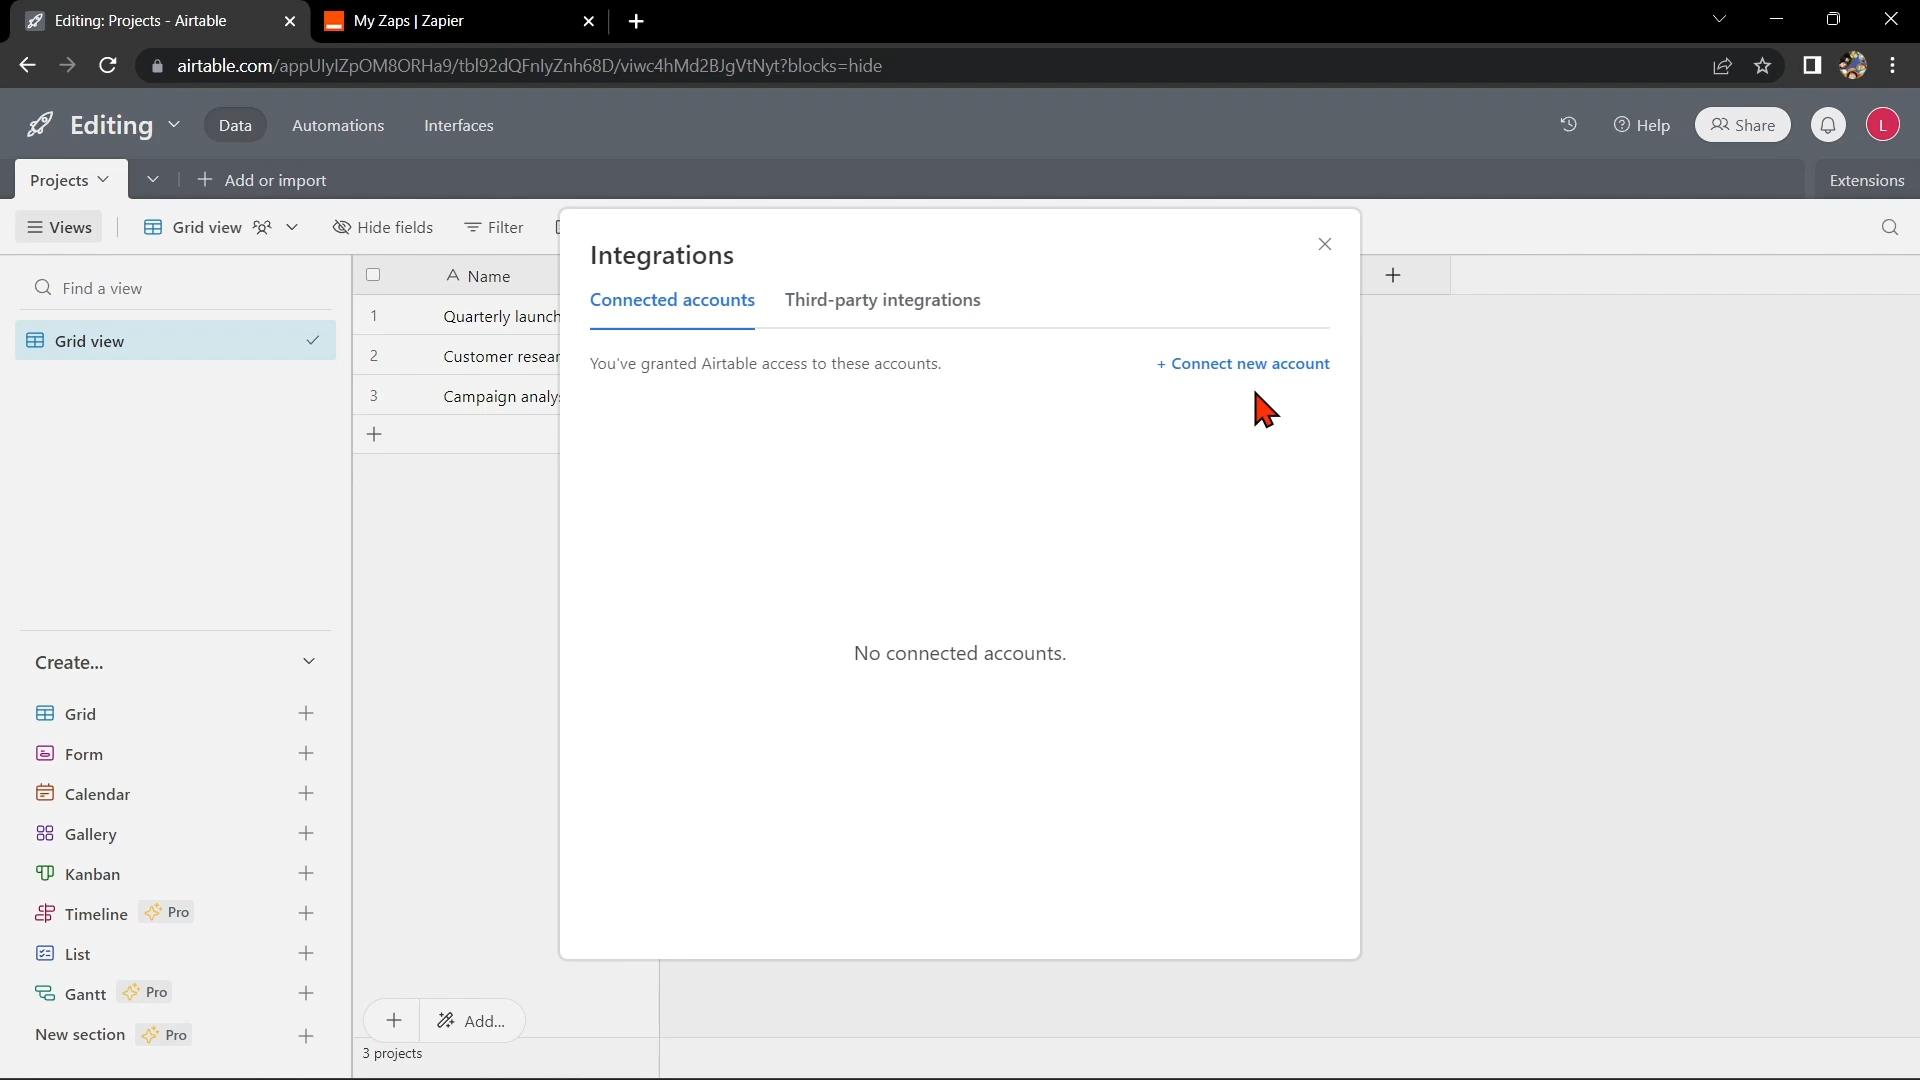 Editing: Projects - Airtable
My Zaps | Zapier
airtable.com/appUlyIZpOM8ORHa9/tbl92dQFnIyZnh68D/viwc4hMd2BJgVtNyt?blocks=hide
Editing
Data
Automations
Interfaces
Help
Share
L
Projects
Add or import
Extensions
Views
Grid view
Hide fields
Filter
Find a view
Grid view
Name
1 Quarterly launch
2 Customer resear
3 Campaign analy
Integrations
Connected accounts
Third-party integrations
You've granted Airtable access to these accounts.
+ Connect new account
No connected accounts.
Create...
Grid
Form
Calendar
Gallery
Kanban
Timeline Pro
List
Gantt Pro
New section Pro
Add...
3 projects